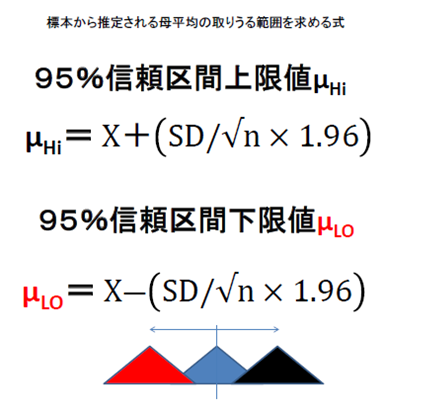 標本から推定される母平均の取りうる範囲を求める式
95%信頼区間上限値μHi
μHi＝ X＋(SD/√n × 1.96)
95%信頼区間下限値μLO
μLO＝ X−(SD/√n × 1.96)